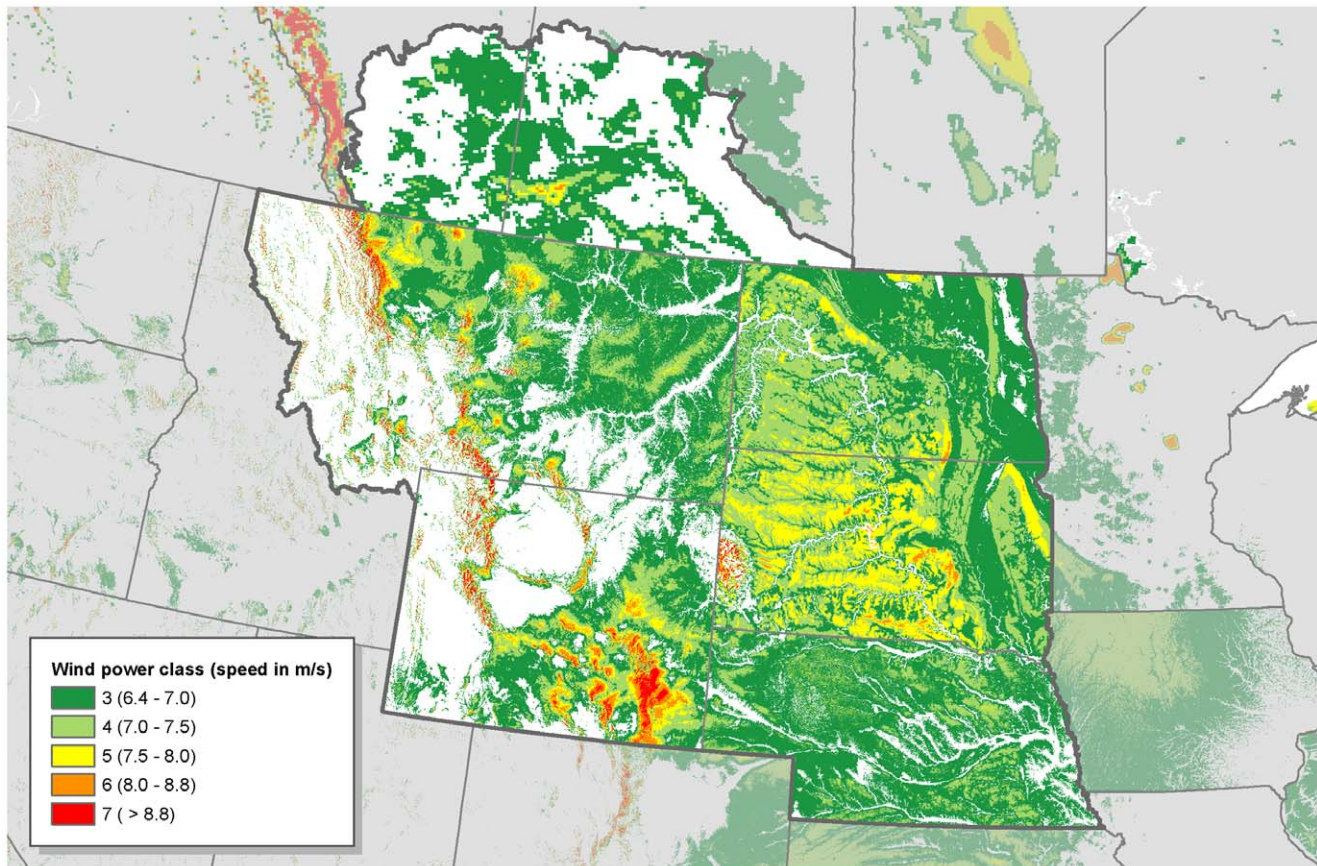 Wind power class (speed in m/s)
3 (6.4 - 7.0)
4 (7.0 - 7.5)
5 (7.5 - 8.0)
6 (8.0 - 8.8)
7 ( > 8.8)